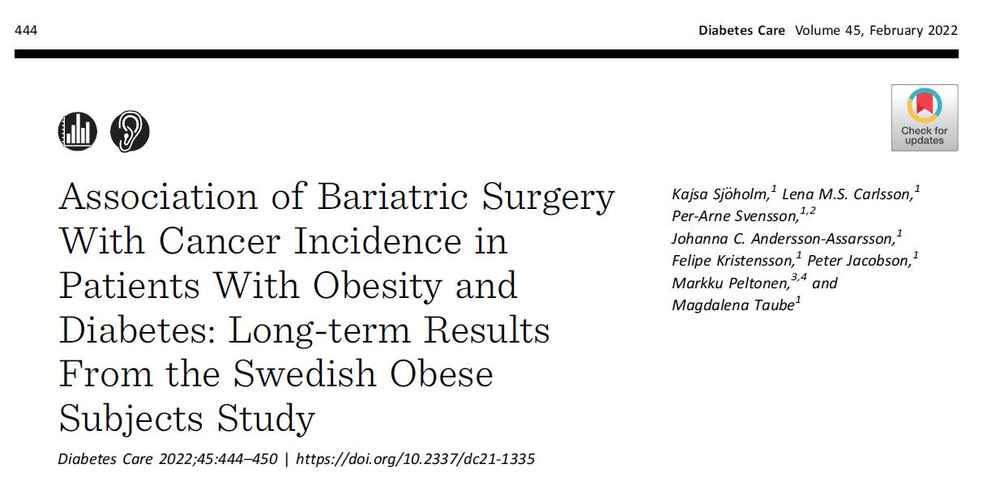 444
Diabetes Care Volume 45, February 2022
Check for
updates
Association of Bariatric Surgery
With Cancer Incidence in
Patients With Obesity and
Diabetes: Long-term Results
From the Swedish Obese
Subjects Study
Diabetes Care 2022;45:444–450 | https://doi.org/10.2337/dc21-1335
Kajsa Sjöholm,1 Lena M.S. Carlsson,1
Per-Arne Svensson,1,2
Johanna C. Andersson-Assarsson,1
Felipe Kristensson,1 Peter Jacobson,1
Markku Peltonen,3,4 and
Magdalena Taube1